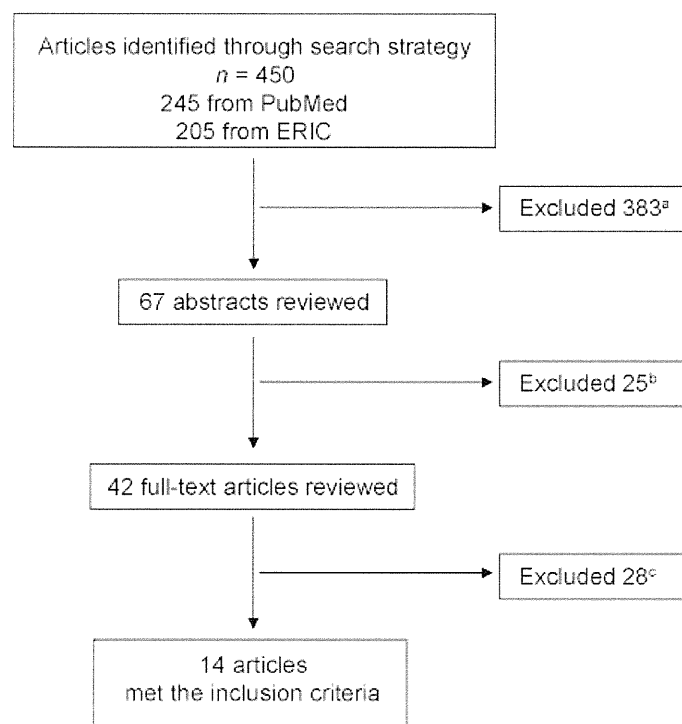 Articles identified through search strategy
n = 450
245 from PubMed
205 from ERIC
Excluded 383ᵃ
67 abstracts reviewed
Excluded 25ᵇ
42 full-text articles reviewed
Excluded 28ᶜ
14 articles
met the inclusion criteria